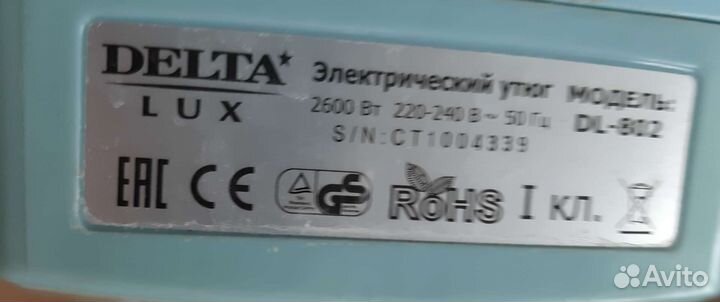 DELTA
LUX
Электрический утюг МОДЕЛЬ:
2600 Вт 220-240 В ~ 50 Гц DL-802
S/N:CT1004339
EAC CE GS RoHS I кл.
Avito